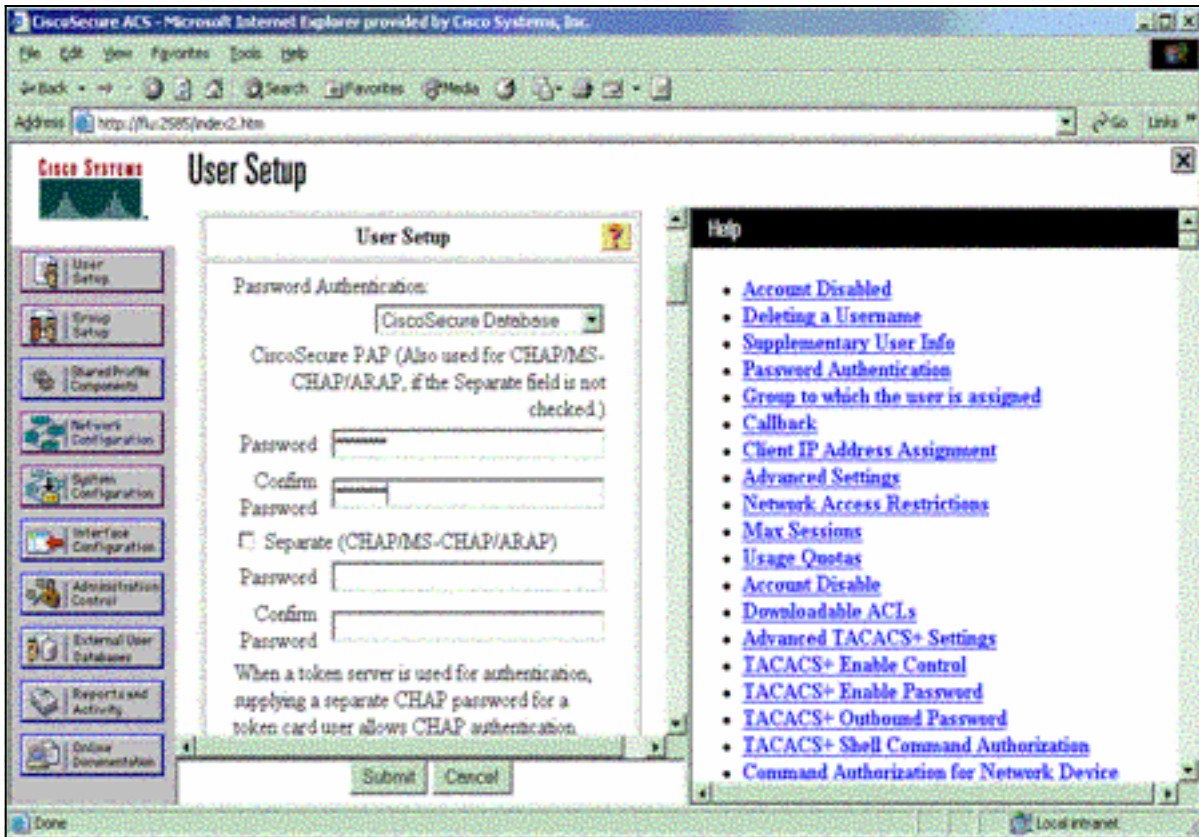 CiscoSecure ACS - Microsoft Internet Explorer provided by Cisco Systems, Inc.
File Edit View Favorites Tools Help
Back Search Favorites Media
Address http://flu:2585/index2.htm Go Links »
CISCO SYSTEMS
User Setup
User
Setup
Group
Setup
Shared Profile
Components
Network
Configuration
System
Configuration
Interface
Configuration
Administration
Control
External User
Databases
Reports and
Activity
Online
Documentation
User Setup
?
Password Authentication:
CiscoSecure Database
CiscoSecure PAP (Also used for CHAP/MS-
CHAP/ARAP, if the Separate field is not
checked.)
Password ********
Confirm
Password ********
Separate (CHAP/MS-CHAP/ARAP)
Password
Confirm
Password
When a token server is used for authentication,
supplying a separate CHAP password for a
token card user allows CHAP authentication.
Submit Cancel
Help
• Account Disabled
• Deleting a Username
• Supplementary User Info
• Password Authentication
• Group to which the user is assigned
• Callback
• Client IP Address Assignment
• Advanced Settings
• Network Access Restrictions
• Max Sessions
• Usage Quotas
• Account Disable
• Downloadable ACLs
• Advanced TACACS+ Settings
• TACACS+ Enable Control
• TACACS+ Enable Password
• TACACS+ Outbound Password
• TACACS+ Shell Command Authorization
• Command Authorization for Network Device
Done
Local intranet